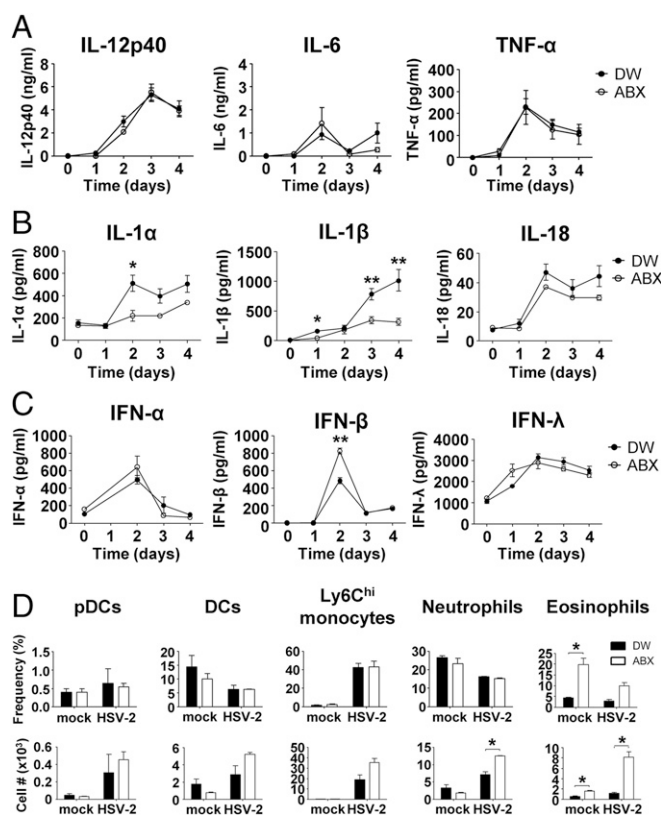 A
IL-12p40
IL-6
TNF-α
IL-12p40 (ng/ml)
6
4
2
0
0 1 2 3 4
Time (days)
IL-6 (ng/ml)
4
3
2
1
0
0 1 2 3 4
Time (days)
TNF-α (pg/ml)
400
300
200
100
0
0 1 2 3 4
Time (days)
DW
ABX
B
IL-1α
IL-1β
IL-18
IL-1α (pg/ml)
800
600
400
200
0
*
0 1 2 3 4
Time (days)
IL-1β (pg/ml)
1500
1000
500
0
* ** **
0 1 2 3 4
Time (days)
IL-18 (pg/ml)
60
40
20
0
0 1 2 3 4
Time (days)
DW
ABX
C
IFN-α
IFN-β
IFN-λ
IFN-α (pg/ml)
1000
800
600
400
200
0
0 1 2 3 4
Time (days)
IFN-β (pg/ml)
1000
800
600
400
200
0
**
0 1 2 3 4
Time (days)
IFN-λ (pg/ml)
4000
3000
2000
1000
0
0 1 2 3 4
Time (days)
DW
ABX
D
pDCs
DCs
Ly6Chi
monocytes
Neutrophils
Eosinophils
Frequency (%)
1.5
1.0
0.5
0.0
mock HSV-2
20
15
10
5
0
mock HSV-2
60
40
20
0
mock HSV-2
30
20
10
0
mock HSV-2
25
20
15
10
5
0
*
mock HSV-2
DW
ABX
Cell # (x10³)
0.6
0.4
0.2
0
mock HSV-2
6
4
2
0
mock HSV-2
50
40
30
20
10
0
mock HSV-2
15
10
5
0
*
mock HSV-2
10
8
6
4
2
0
* *
mock HSV-2